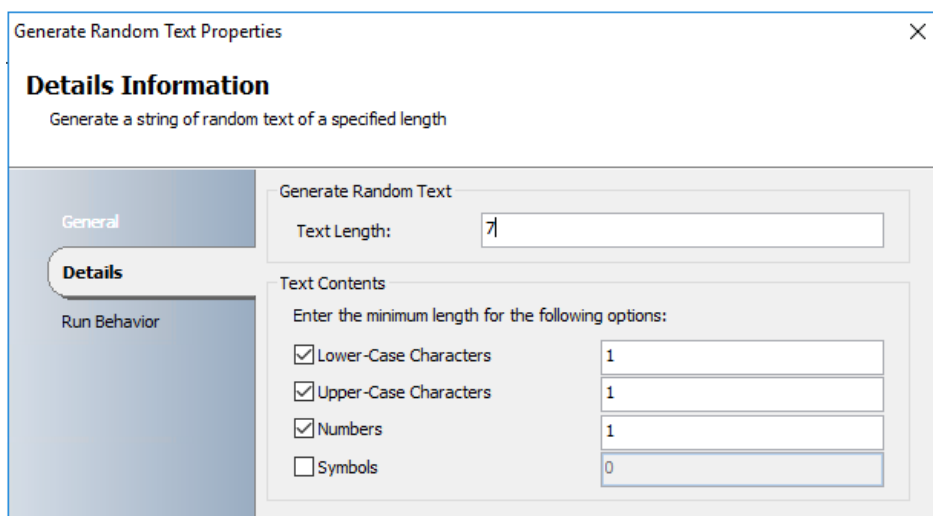 Generate Random Text Properties
Details Information
Generate a string of random text of a specified length
General
Details
Run Behavior
Generate Random Text
Text Length: 7
Text Contents
Enter the minimum length for the following options:
Lower-Case Characters 1
Upper-Case Characters 1
Numbers 1
Symbols 0